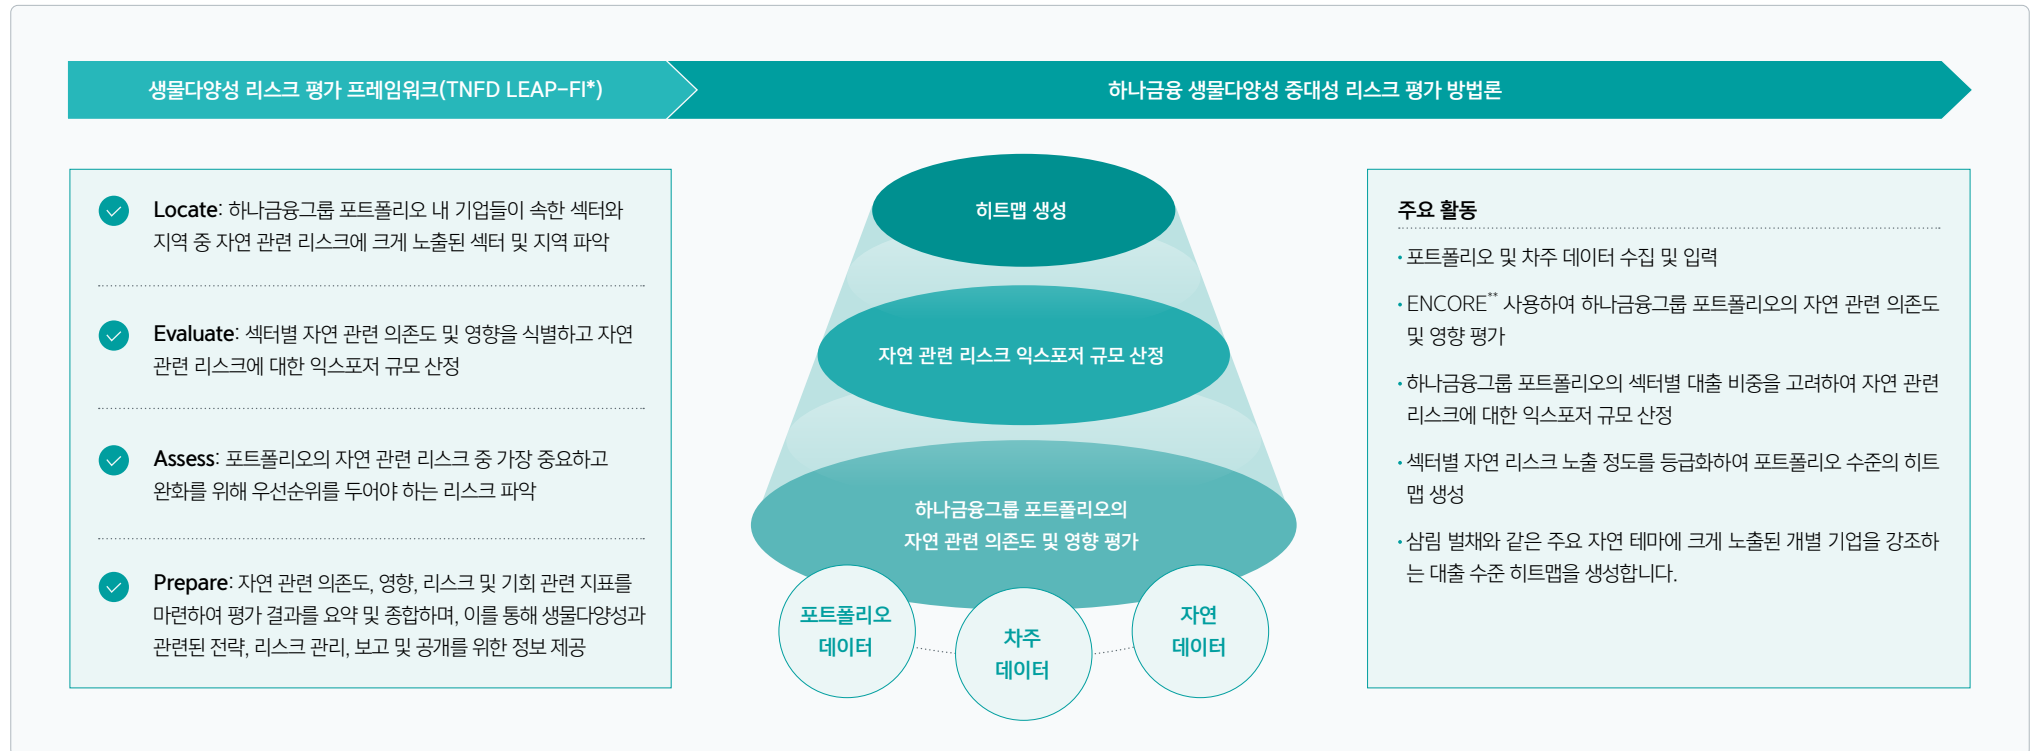 생물다양성 리스크 평가 프레임워크(TNFD LEAP-FI*)
하나금융 생물다양성 중대성 리스크 평가 방법론
Locate: 하나금융그룹 포트폴리오 내 기업들이 속한 섹터와
지역 중 자연 관련 리스크에 크게 노출된 섹터 및 지역 파악
Evaluate: 섹터별 자연 관련 의존도 및 영향을 식별하고 자연
관련 리스크에 대한 익스포저 규모 산정
Assess: 포트폴리오의 자연 관련 리스크 중 가장 중요하고
완화를 위해 우선순위를 두어야 하는 리스크 파악
Prepare: 자연 관련 의존도, 영향, 리스크 및 기회 관련 지표를
마련하여 평가 결과를 요약 및 종합하며, 이를 통해 생물다양성과
관련된 전략, 리스크 관리, 보고 및 공개를 위한 정보 제공
히트맵 생성
자연 관련 리스크 익스포저 규모 산정
하나금융그룹 포트폴리오의
자연 관련 의존도 및 영향 평가
포트폴리오
데이터
차주
데이터
자연
데이터
주요 활동
• 포트폴리오 및 차주 데이터 수집 및 입력
• ENCORE** 사용하여 하나금융그룹 포트폴리오의 자연 관련 의존도
및 영향 평가
• 하나금융그룹 포트폴리오의 섹터별 대출 비중을 고려하여 자연 관련
리스크에 대한 익스포저 규모 산정
• 섹터별 자연 리스크 노출 정도를 등급화하여 포트폴리오 수준의 히트
맵 생성
• 삼림 벌채와 같은 주요 자연 테마에 크게 노출된 개별 기업을 강조하
는 대출 수준 히트맵을 생성합니다.